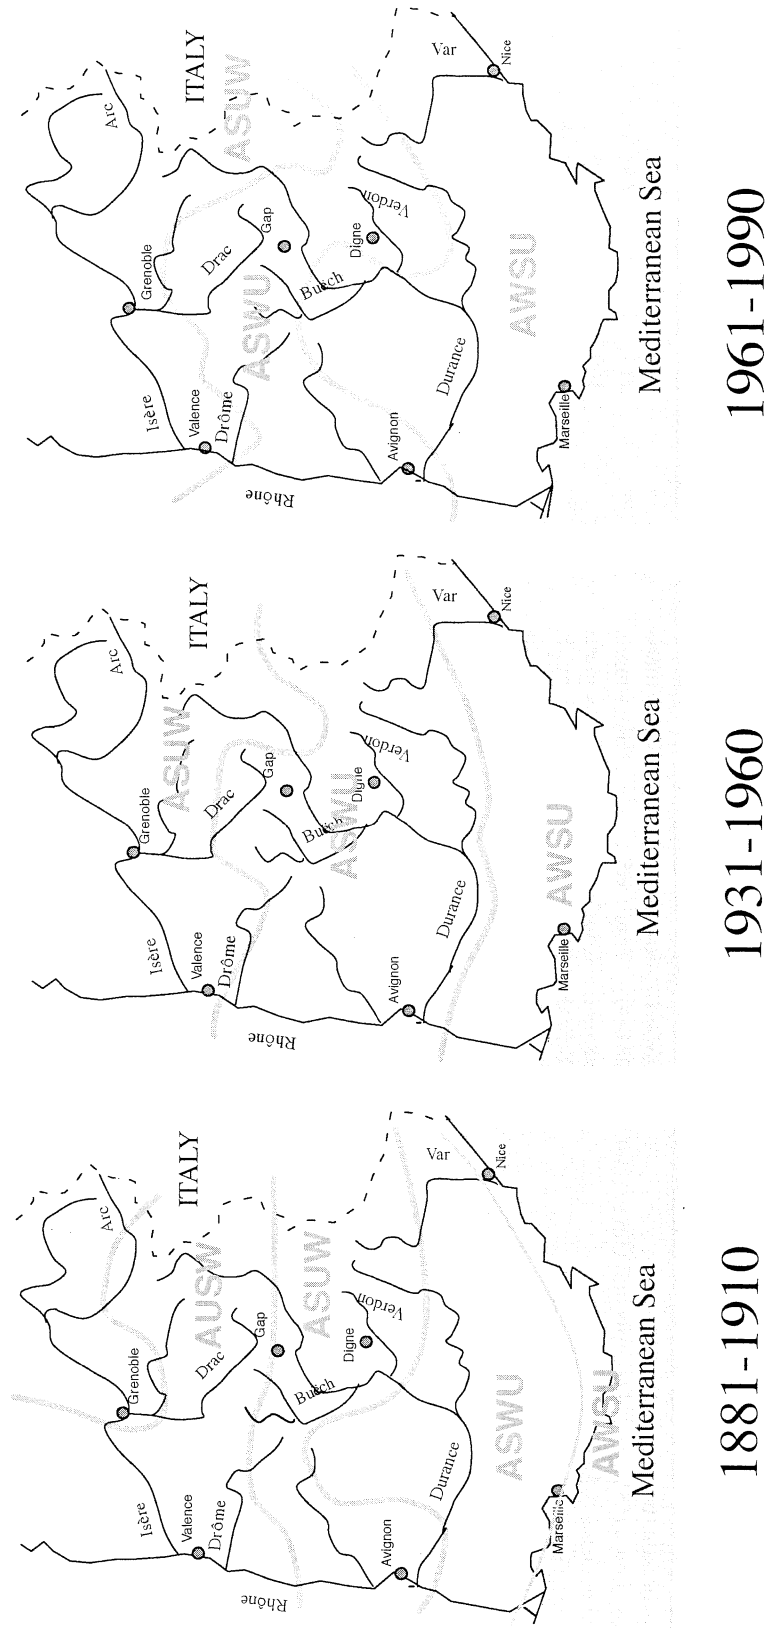 1881-1910
ITALY
Arc
AUSW
ASUW
Var
Nice
Grenoble
Gap
Drac
Digne
Verdon
Isère
Valence
Drôme
Buëch
ASWU
AWSU
Durance
Avignon
Marseille
Rhône
Mediterranean Sea
1931-1960
ITALY
Arc
ASUW
Var
Nice
Grenoble
Gap
Drac
Digne
Verdon
Isère
Valence
Drôme
Buëch
ASWU
AWSU
Durance
Avignon
Marseille
Rhône
Mediterranean Sea
1961-1990
ITALY
Arc
ASUW
Var
Nice
Grenoble
Gap
Drac
Digne
Verdon
Isère
Valence
Drôme
Buëch
ASWU
AWSU
Durance
Avignon
Marseille
Rhône
Mediterranean Sea